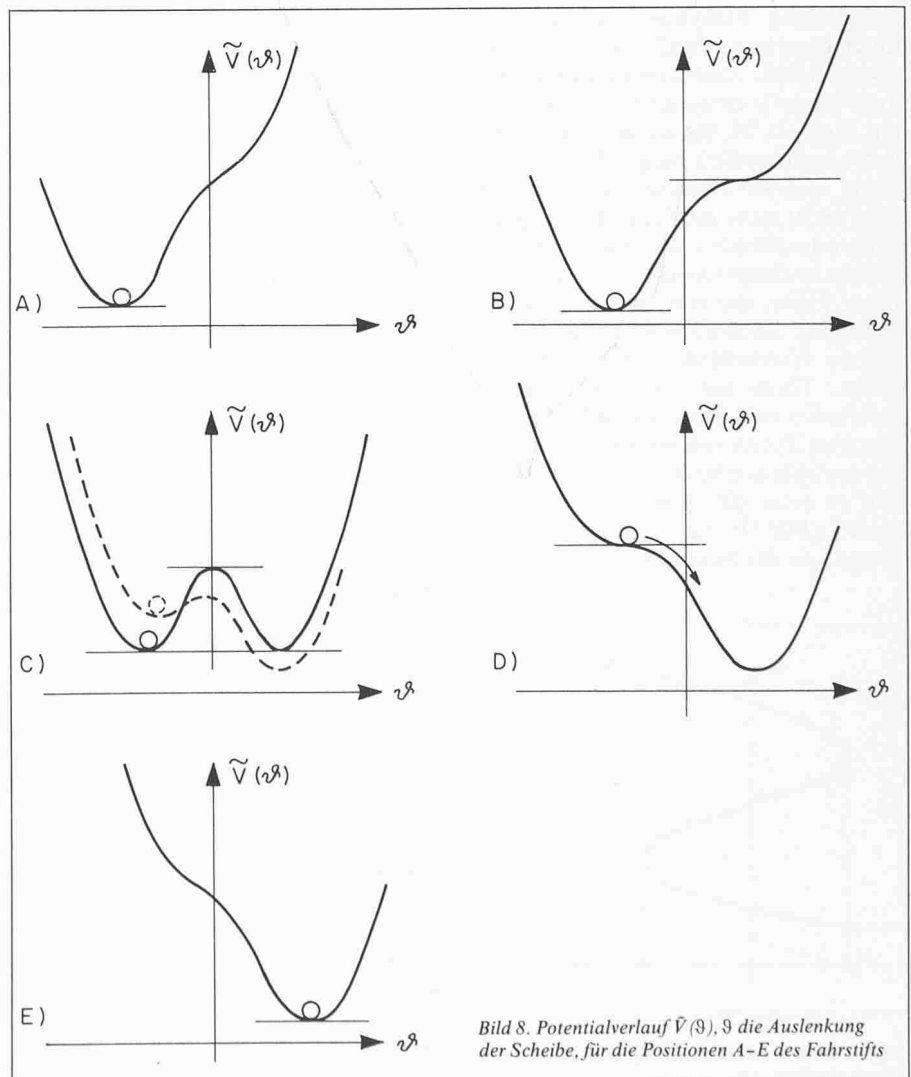 Ṽ(ϑ)
Ṽ(ϑ)
A)
ϑ
B)
ϑ
Ṽ(ϑ)
Ṽ(ϑ)
C)
ϑ
D)
ϑ
Ṽ(ϑ)
E)
ϑ
Bild 8. Potentialverlauf Ṽ(ϑ), ϑ die Auslenkung
der Scheibe, für die Positionen A–E des Fahrstifts